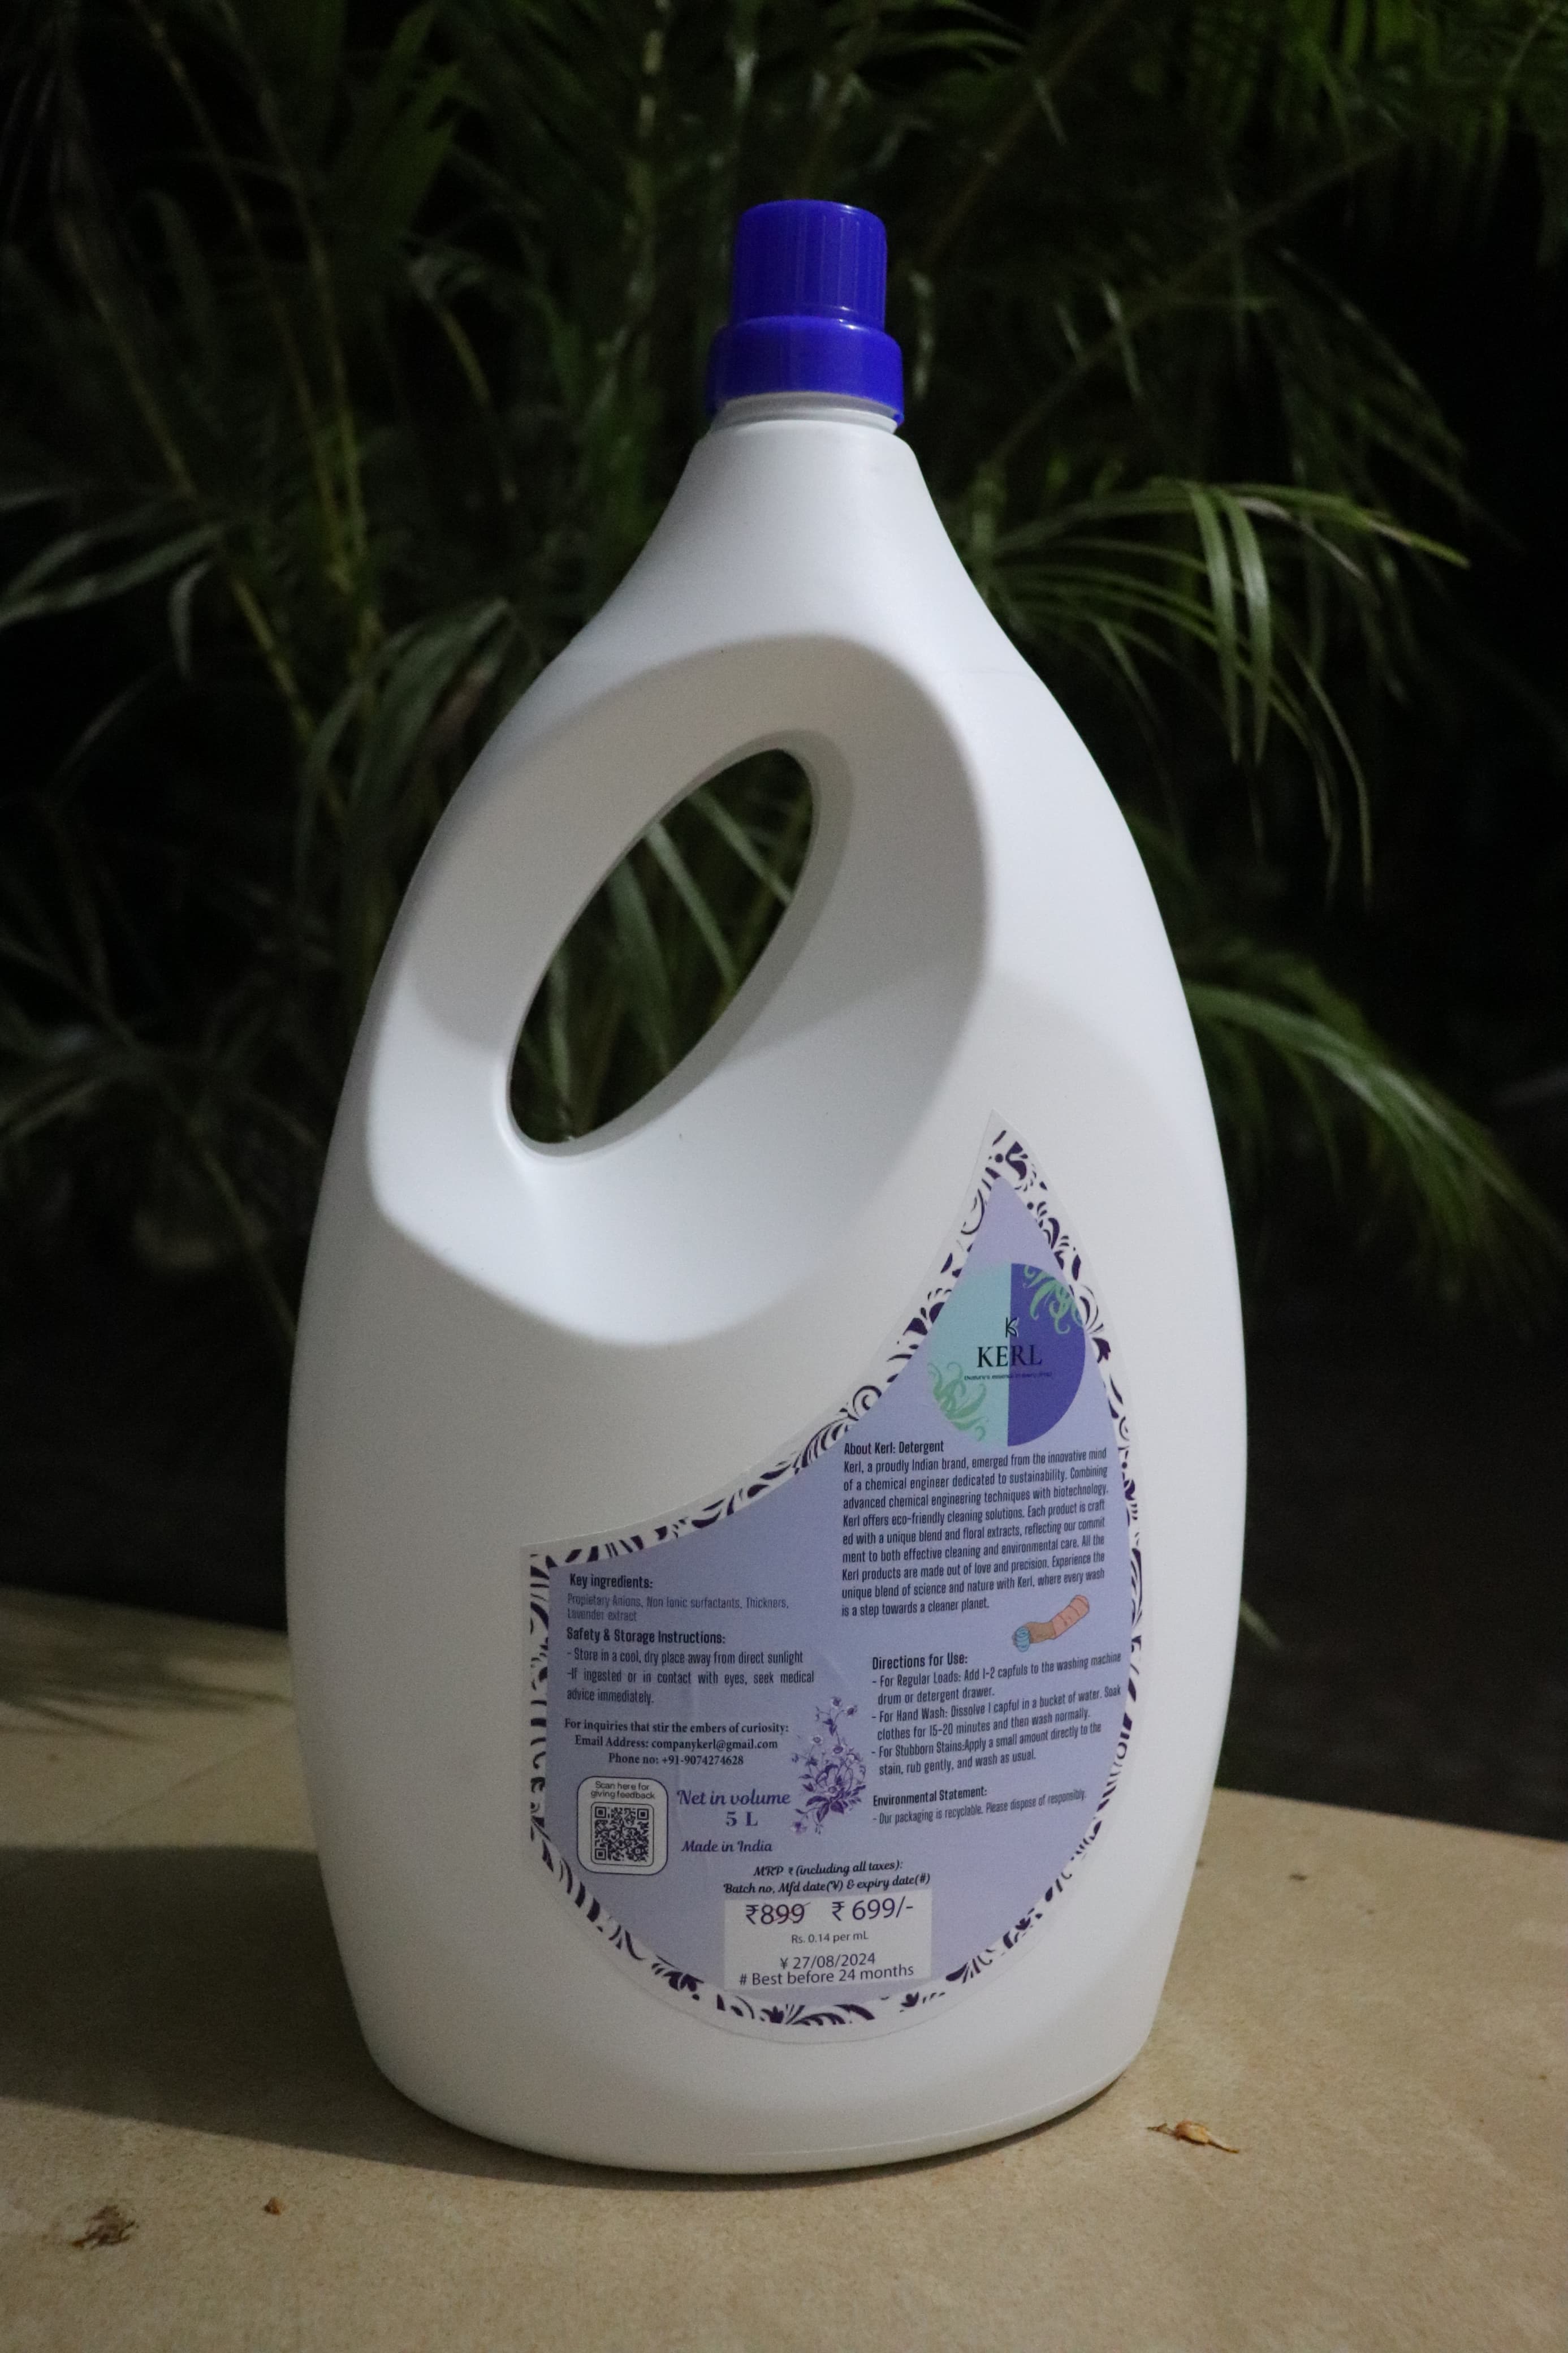 KERL
About Kerl: Detergent
Kerl, a proudly Indian brand, emerged from the innovative mind
of a chemical engineer dedicated to sustainability. Combining
advanced chemical engineering techniques with biotechnology,
Kerl offers eco-friendly cleaning solutions. Each product is craft
ed with a unique blend and floral extracts, reflecting our commit
ment to both effective cleaning and environmental care. All the
Kerl products are made out of love and precision. Experience the
unique blend of science and nature with Kerl, where every wash
is a step towards a cleaner planet.
Key ingredients:
Propietary Anions, Non Ionic surfactants, Thickners,
Lavender extract
Safety & Storage Instructions:
- Store in a cool, dry place away from direct sunlight
-If ingested or in contact with eyes, seek medical
advice immediately.
For inquiries that stir the embers of curiosity:
Email Address: companykerl@gmail.com
Phone no: +91-9074274628
Scan here for
giving feedback
Net in volume
5 L
Made in India
Directions for Use:
- For Regular Loads: Add 1-2 capfuls to the washing machine
drum or detergent drawer.
- For Hand Wash: Dissolve 1 capful in a bucket of water. Soak
clothes for 15-20 minutes and then wash normally.
- For Stubborn Stains:Apply a small amount directly to the
stain, rub gently, and wash as usual.
Environmental Statement:
- Our packaging is recyclable. Please dispose of responsibly.
MRP ₹ (including all taxes):
Batch no, Mfd date(¥) & expiry date(#)
₹899 ₹ 699/-
Rs. 0.14 per mL
¥ 27/08/2024
# Best before 24 months